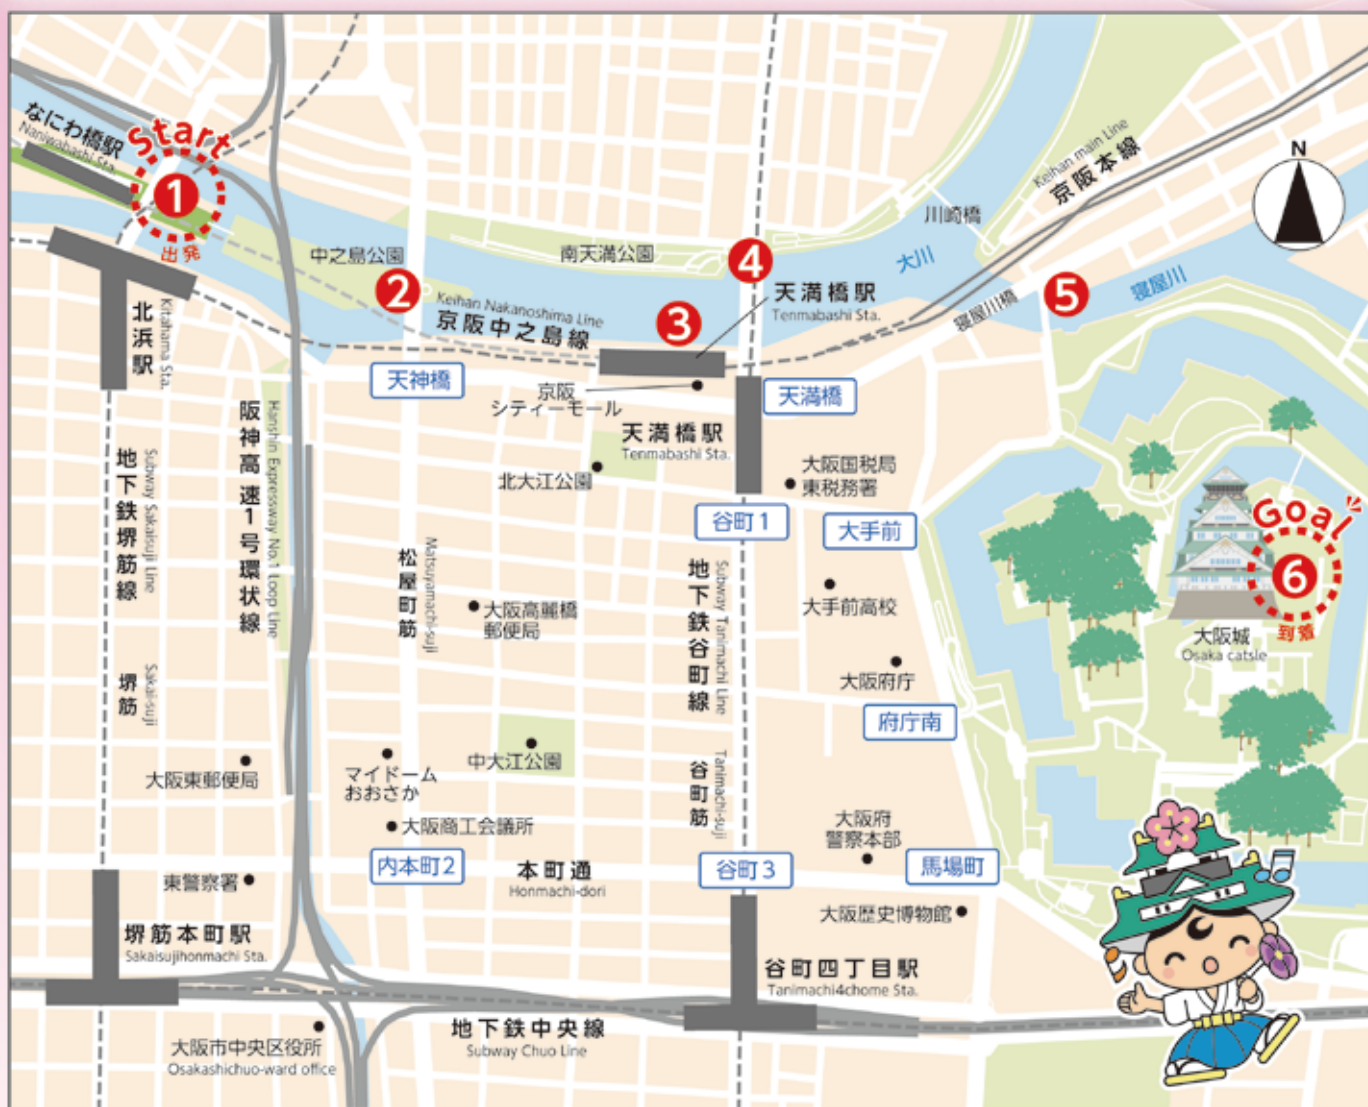 なにわ橋駅
Naniwabashi Sta.
Start
1
出発
N
Keihan main Line
京阪本線
川崎橋
中之島公園
南天満公園
4
大川
2
Keihan Nakanoshima Line
京阪中之島線
3
天満橋駅
Tenmabashi Sta.
寝屋川橋
5
寝屋川
北浜駅
Kitahama Sta.
天神橋
京阪
シティーモール
天満橋
天満橋駅
Tenmabashi Sta.
北大江公園
大阪国税局
東税務署
阪神高速1号環状線
Hanshin Expressway No.1 Loop Line
地下鉄堺筋線
Subway Sakaisuji Line
谷町1
大手前
Goal
6
到着
大阪城
Osaka catsle
松屋町筋
Matsuyamachi-suji
地下鉄谷町線
Subway Tanimachi Line
大手前高校
大阪高麗橋
郵便局
大阪府庁
堺筋
Sakai-suji
府庁南
大阪東郵便局
マイドーム
おおさか
中大江公園
谷町筋
Tanimachi-suji
大阪商工会議所
大阪府
警察本部
東警察署
内本町2
本町通
Honmachi-dori
谷町3
馬場町
大阪歴史博物館
堺筋本町駅
Sakaisujihonmachi Sta.
谷町四丁目駅
Tanimachi4chome Sta.
地下鉄中央線
Subway Chuo Line
大阪市中央区役所
Osakashichuo-ward office